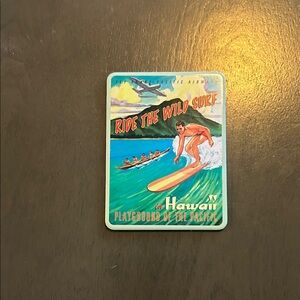 RIDE THE WILD SURF
Hawaii
PLAYGROUND OF THE PACIFIC